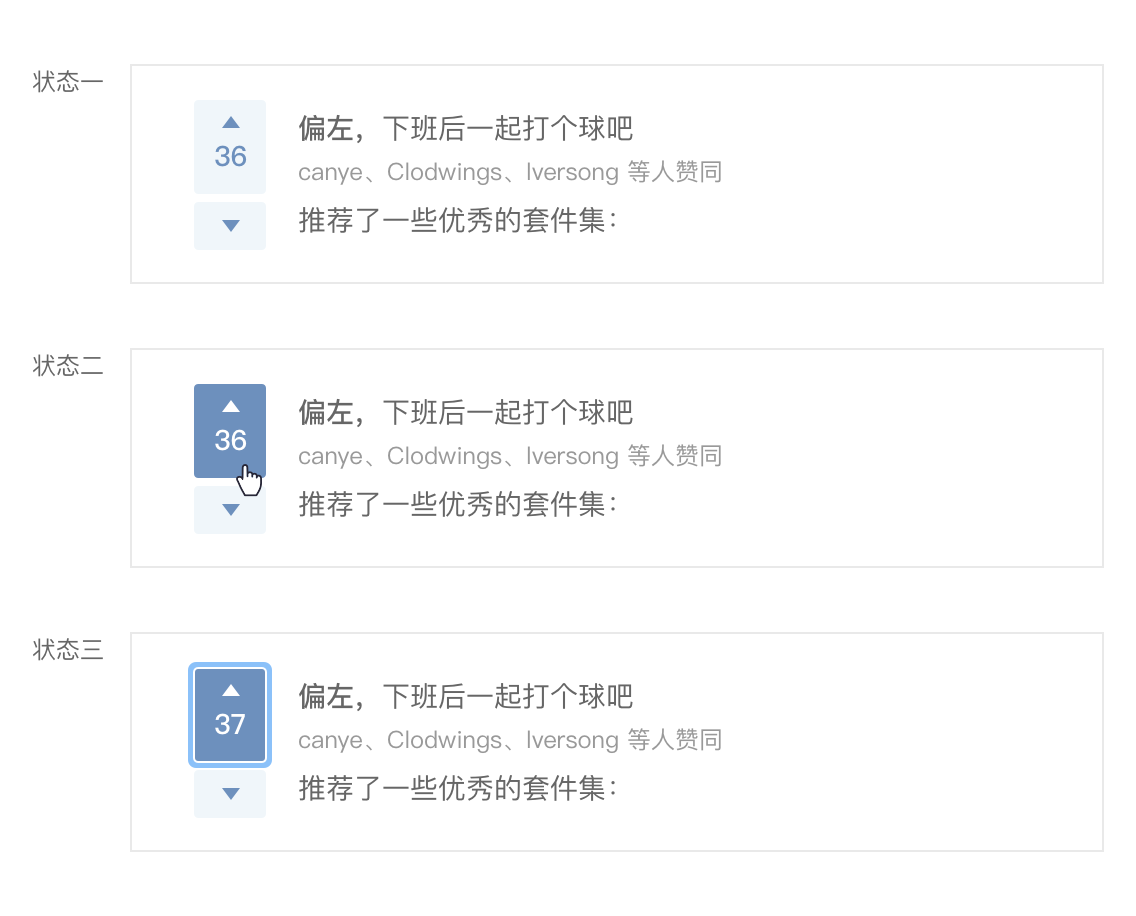 状态一
36
偏左，下班后一起打个球吧
canye、Clodwings、lversong 等人赞同
推荐了一些优秀的套件集：
状态二
36
偏左，下班后一起打个球吧
canye、Clodwings、lversong 等人赞同
推荐了一些优秀的套件集：
状态三
37
偏左，下班后一起打个球吧
canye、Clodwings、lversong 等人赞同
推荐了一些优秀的套件集：